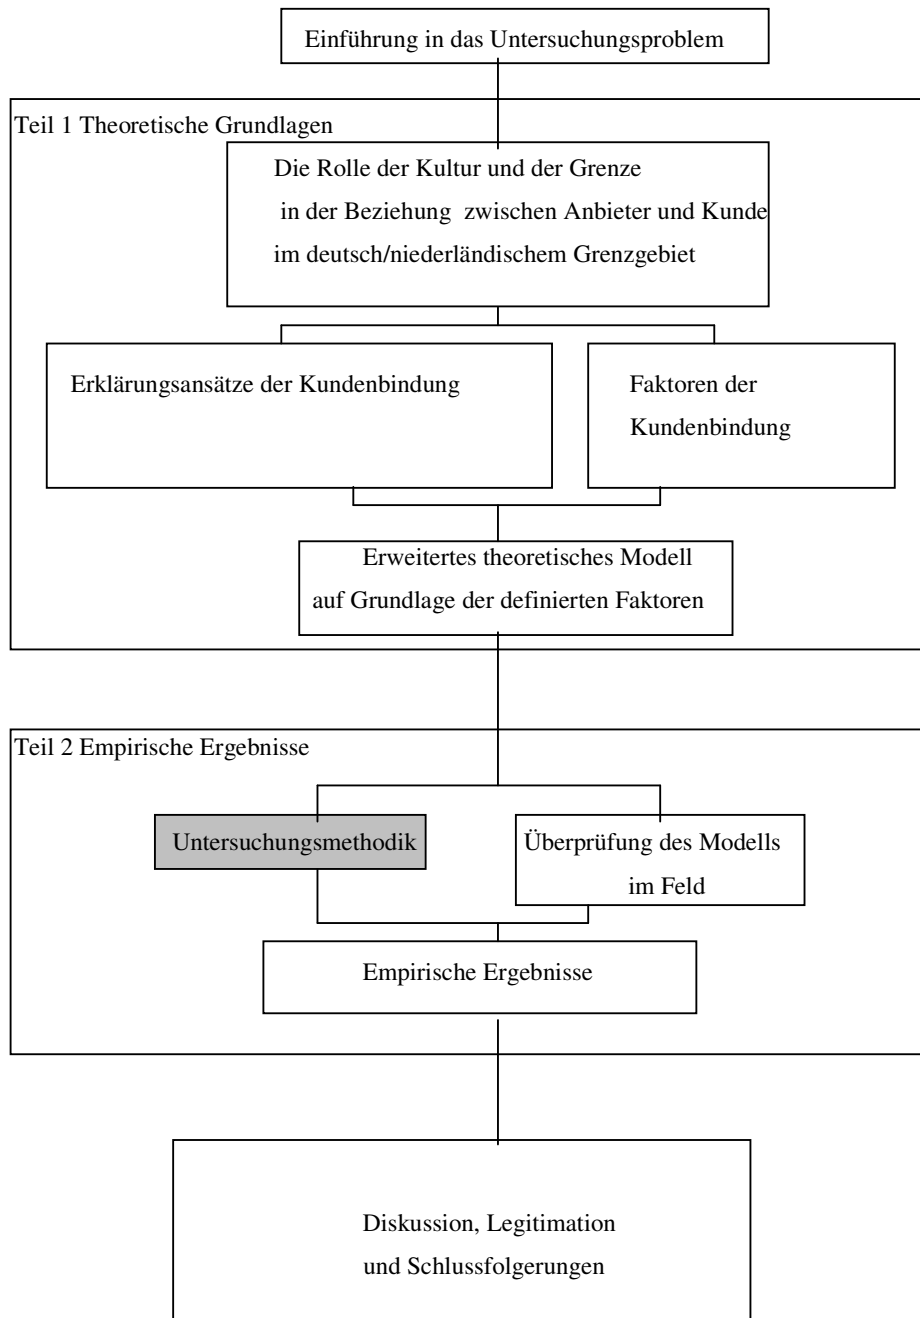 Einführung in das Untersuchungsproblem
Teil 1 Theoretische Grundlagen
Die Rolle der Kultur und der Grenze
in der Beziehung zwischen Anbieter und Kunde
im deutsch/niederländischem Grenzgebiet
Erklärungsansätze der Kundenbindung
Faktoren der
Kundenbindung
Erweitertes theoretisches Modell
auf Grundlage der definierten Faktoren
Teil 2 Empirische Ergebnisse
Untersuchungsmethodik
Überprüfung des Modells
im Feld
Empirische Ergebnisse
Diskussion, Legitimation
und Schlussfolgerungen